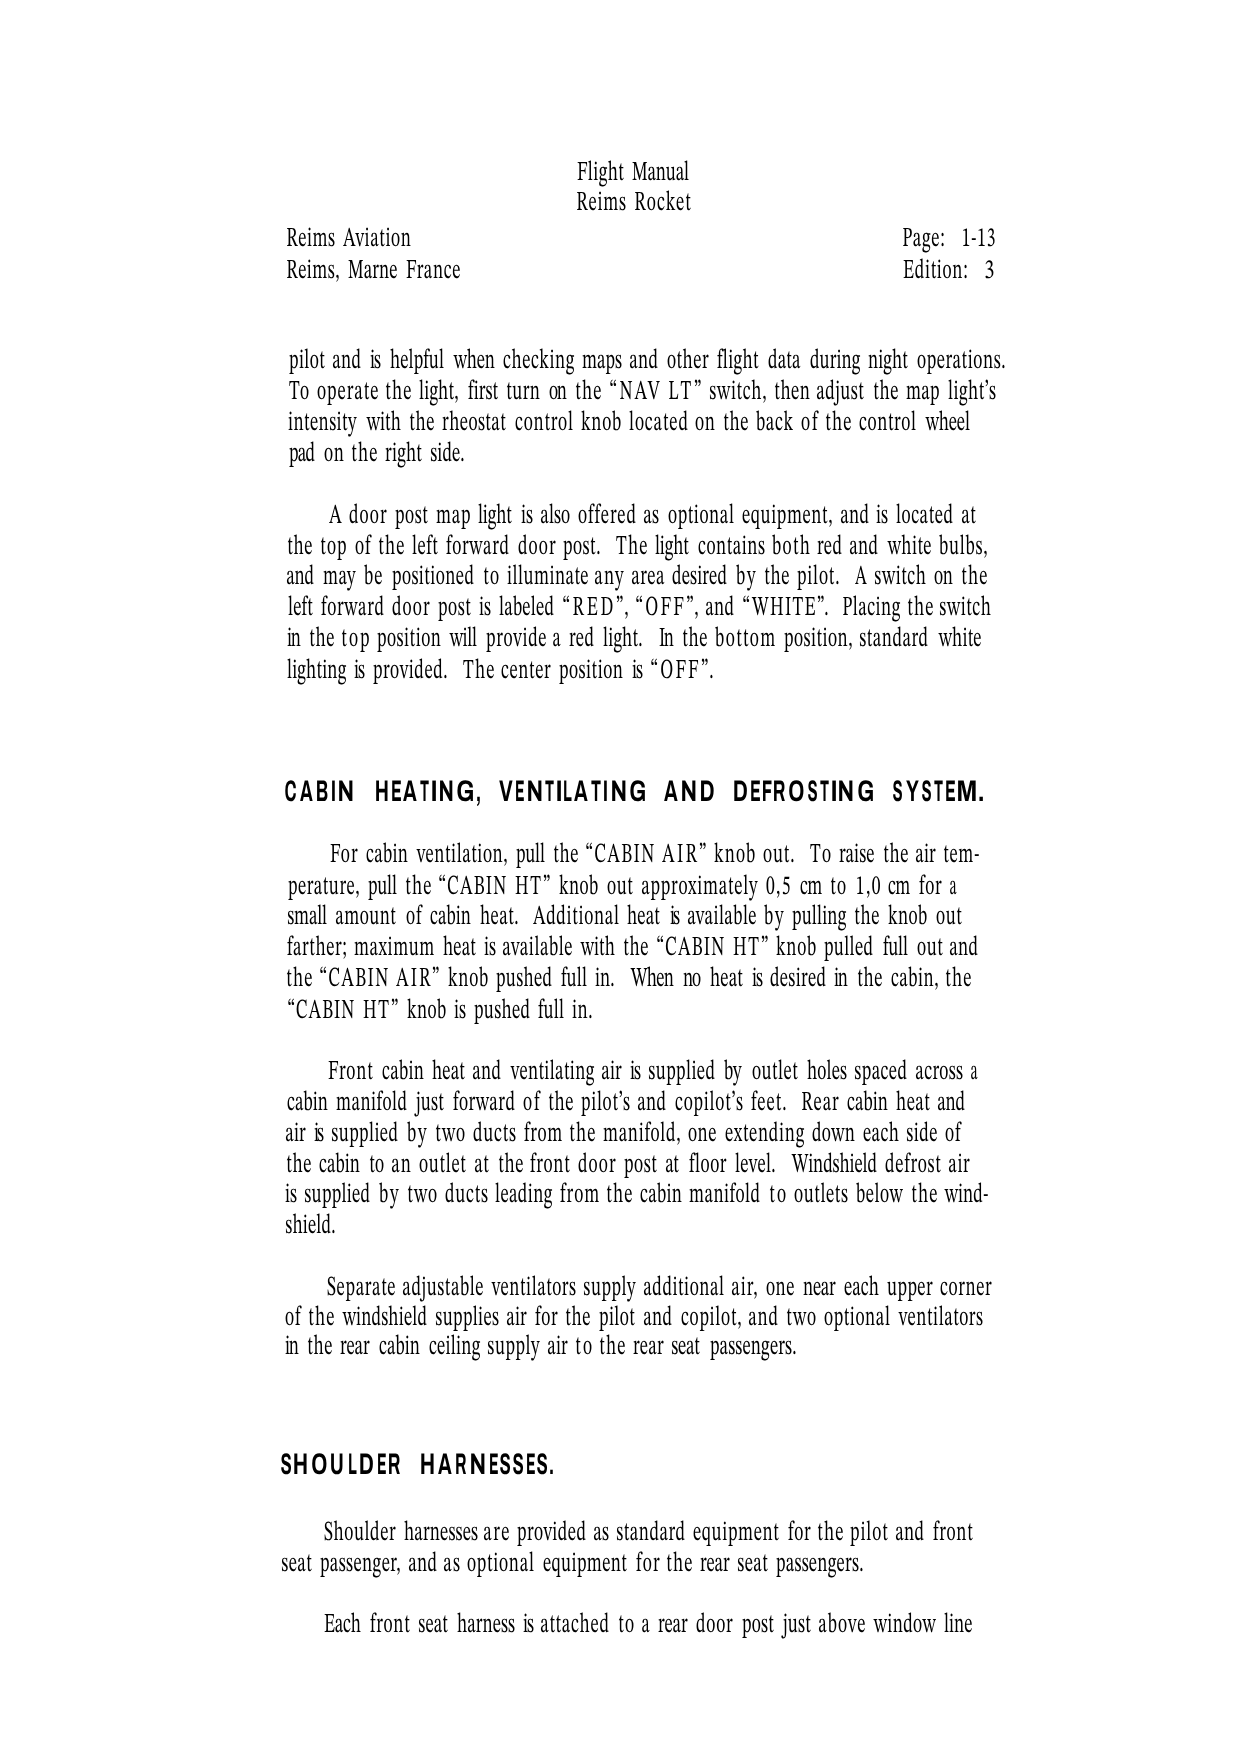 Flight Manual
Reims Rocket
Reims Aviation Page: 1-13
Reims, Marne France Edition: 3
pilot and is helpful when checking maps and other flight data during night operations.
To operate the light, first turn on the “NAV LT” switch, then adjust the map light’s
intensity with the rheostat control knob located on the back of the control wheel
pad on the right side.
A door post map light is also offered as optional equipment, and is located at
the top of the left forward door post. The light contains both red and white bulbs,
and may be positioned to illuminate any area desired by the pilot. A switch on the
left forward door post is labeled “RED”, “OFF”, and “WHITE”. Placing the switch
in the top position will provide a red light. In the bottom position, standard white
lighting is provided. The center position is “OFF”.
CABIN HEATING, VENTILATING AND DEFROSTING SYSTEM.
For cabin ventilation, pull the “CABIN AIR” knob out. To raise the air tem-
perature, pull the “CABIN HT” knob out approximately 0,5 cm to 1,0 cm for a
small amount of cabin heat. Additional heat is available by pulling the knob out
farther; maximum heat is available with the “CABIN HT” knob pulled full out and
the “CABIN AIR” knob pushed full in. When no heat is desired in the cabin, the
“CABIN HT” knob is pushed full in.
Front cabin heat and ventilating air is supplied by outlet holes spaced across a
cabin manifold just forward of the pilot’s and copilot’s feet. Rear cabin heat and
air is supplied by two ducts from the manifold, one extending down each side of
the cabin to an outlet at the front door post at floor level. Windshield defrost air
is supplied by two ducts leading from the cabin manifold to outlets below the wind-
shield.
Separate adjustable ventilators supply additional air, one near each upper corner
of the windshield supplies air for the pilot and copilot, and two optional ventilators
in the rear cabin ceiling supply air to the rear seat passengers.
SHOULDER HARNESSES.
Shoulder harnesses are provided as standard equipment for the pilot and front
seat passenger, and as optional equipment for the rear seat passengers.
Each front seat harness is attached to a rear door post just above window line